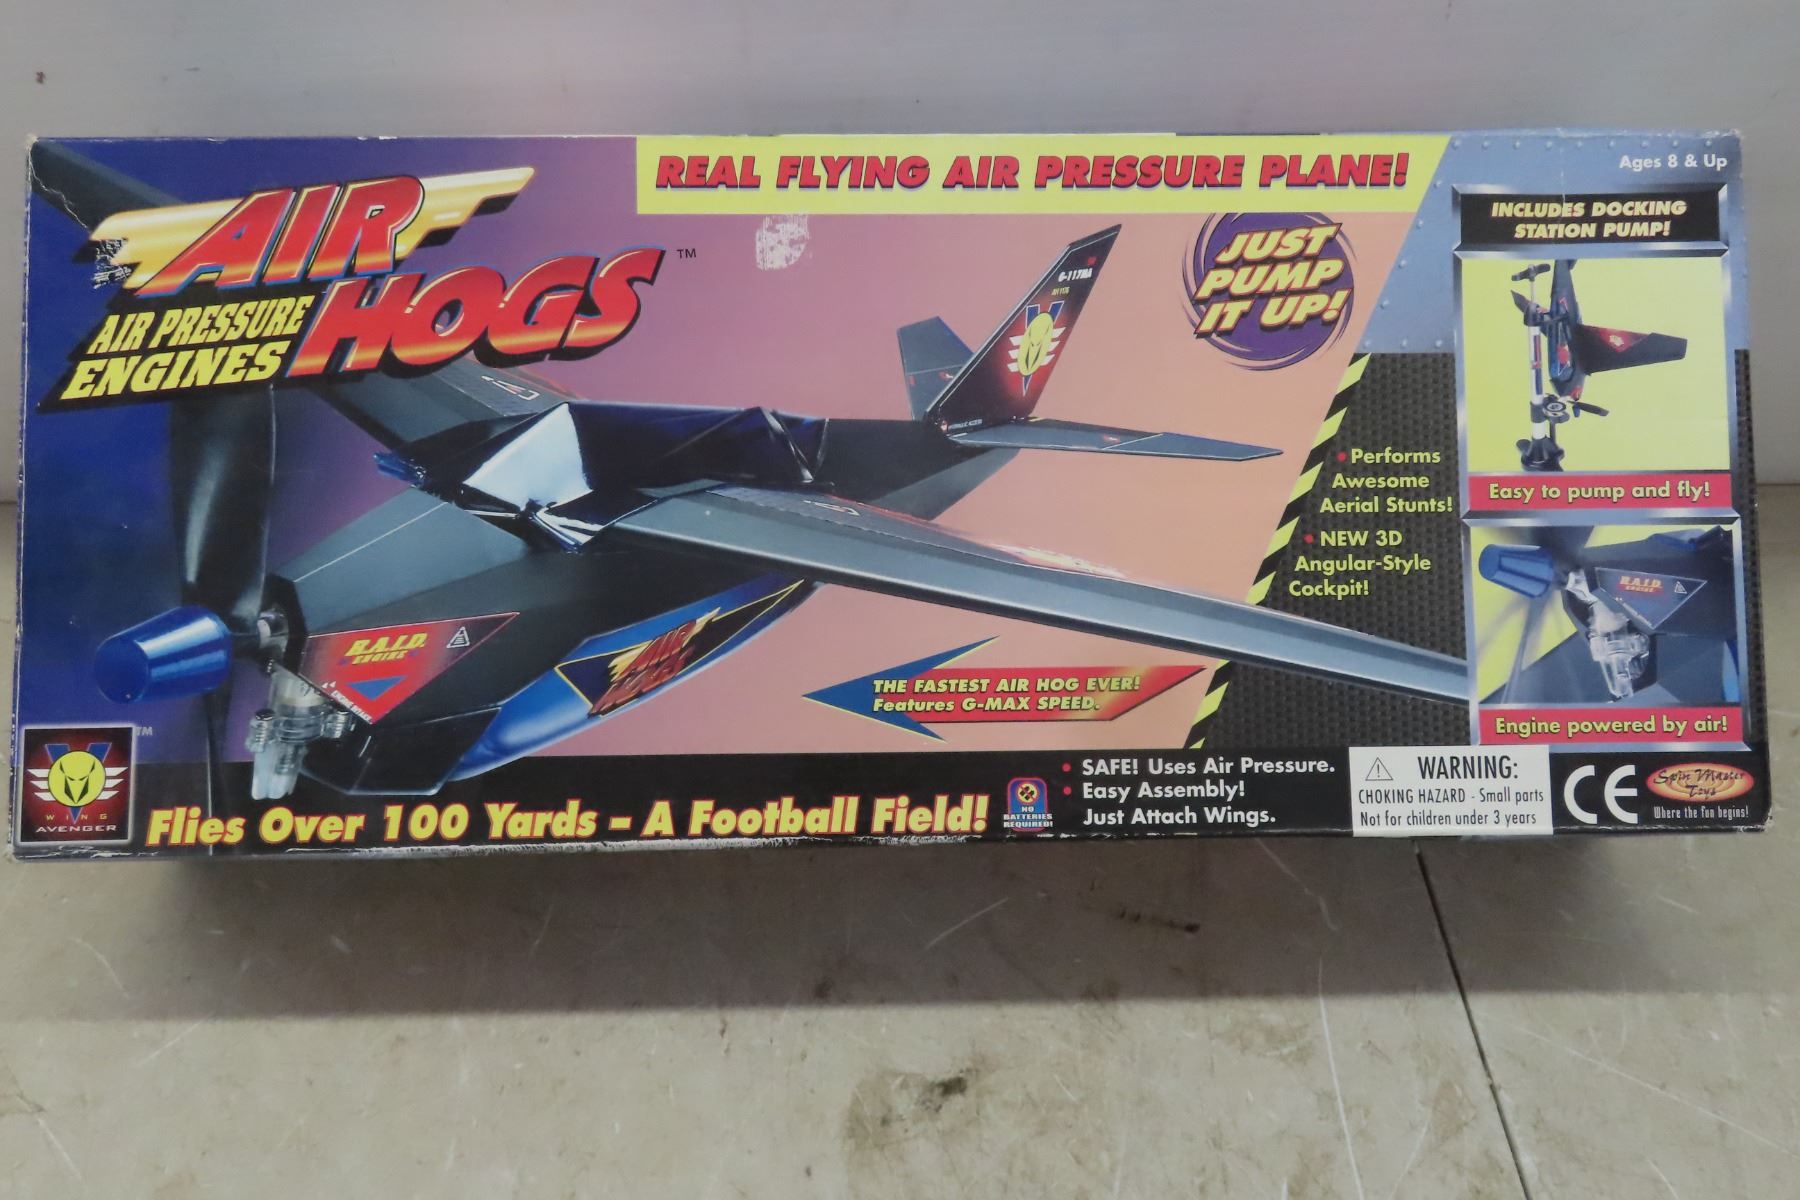 REAL FLYING AIR PRESSURE PLANE!
Ages 8 & Up
AIR
HOGS™
AIR PRESSURE
ENGINES
JUST
PUMP
IT UP!
INCLUDES DOCKING
STATION PUMP!
Easy to pump and fly!
G-117MA
• Performs
Awesome
Aerial Stunts!
• NEW 3D
Angular-Style
Cockpit!
R.A.I.D.
ENGINE
AIR
HOGS
THE FASTEST AIR HOG EVER!
Features G-MAX SPEED.
R.A.I.D.
ENGINE
Engine powered by air!
V
WING
AVENGER
TM
Flies Over 100 Yards - A Football Field!
NO
BATTERIES
REQUIRED!
• SAFE! Uses Air Pressure.
• Easy Assembly!
Just Attach Wings.
WARNING:
CHOKING HAZARD - Small parts
Not for children under 3 years
CE
Spin Master
Toys
Where the fun begins!